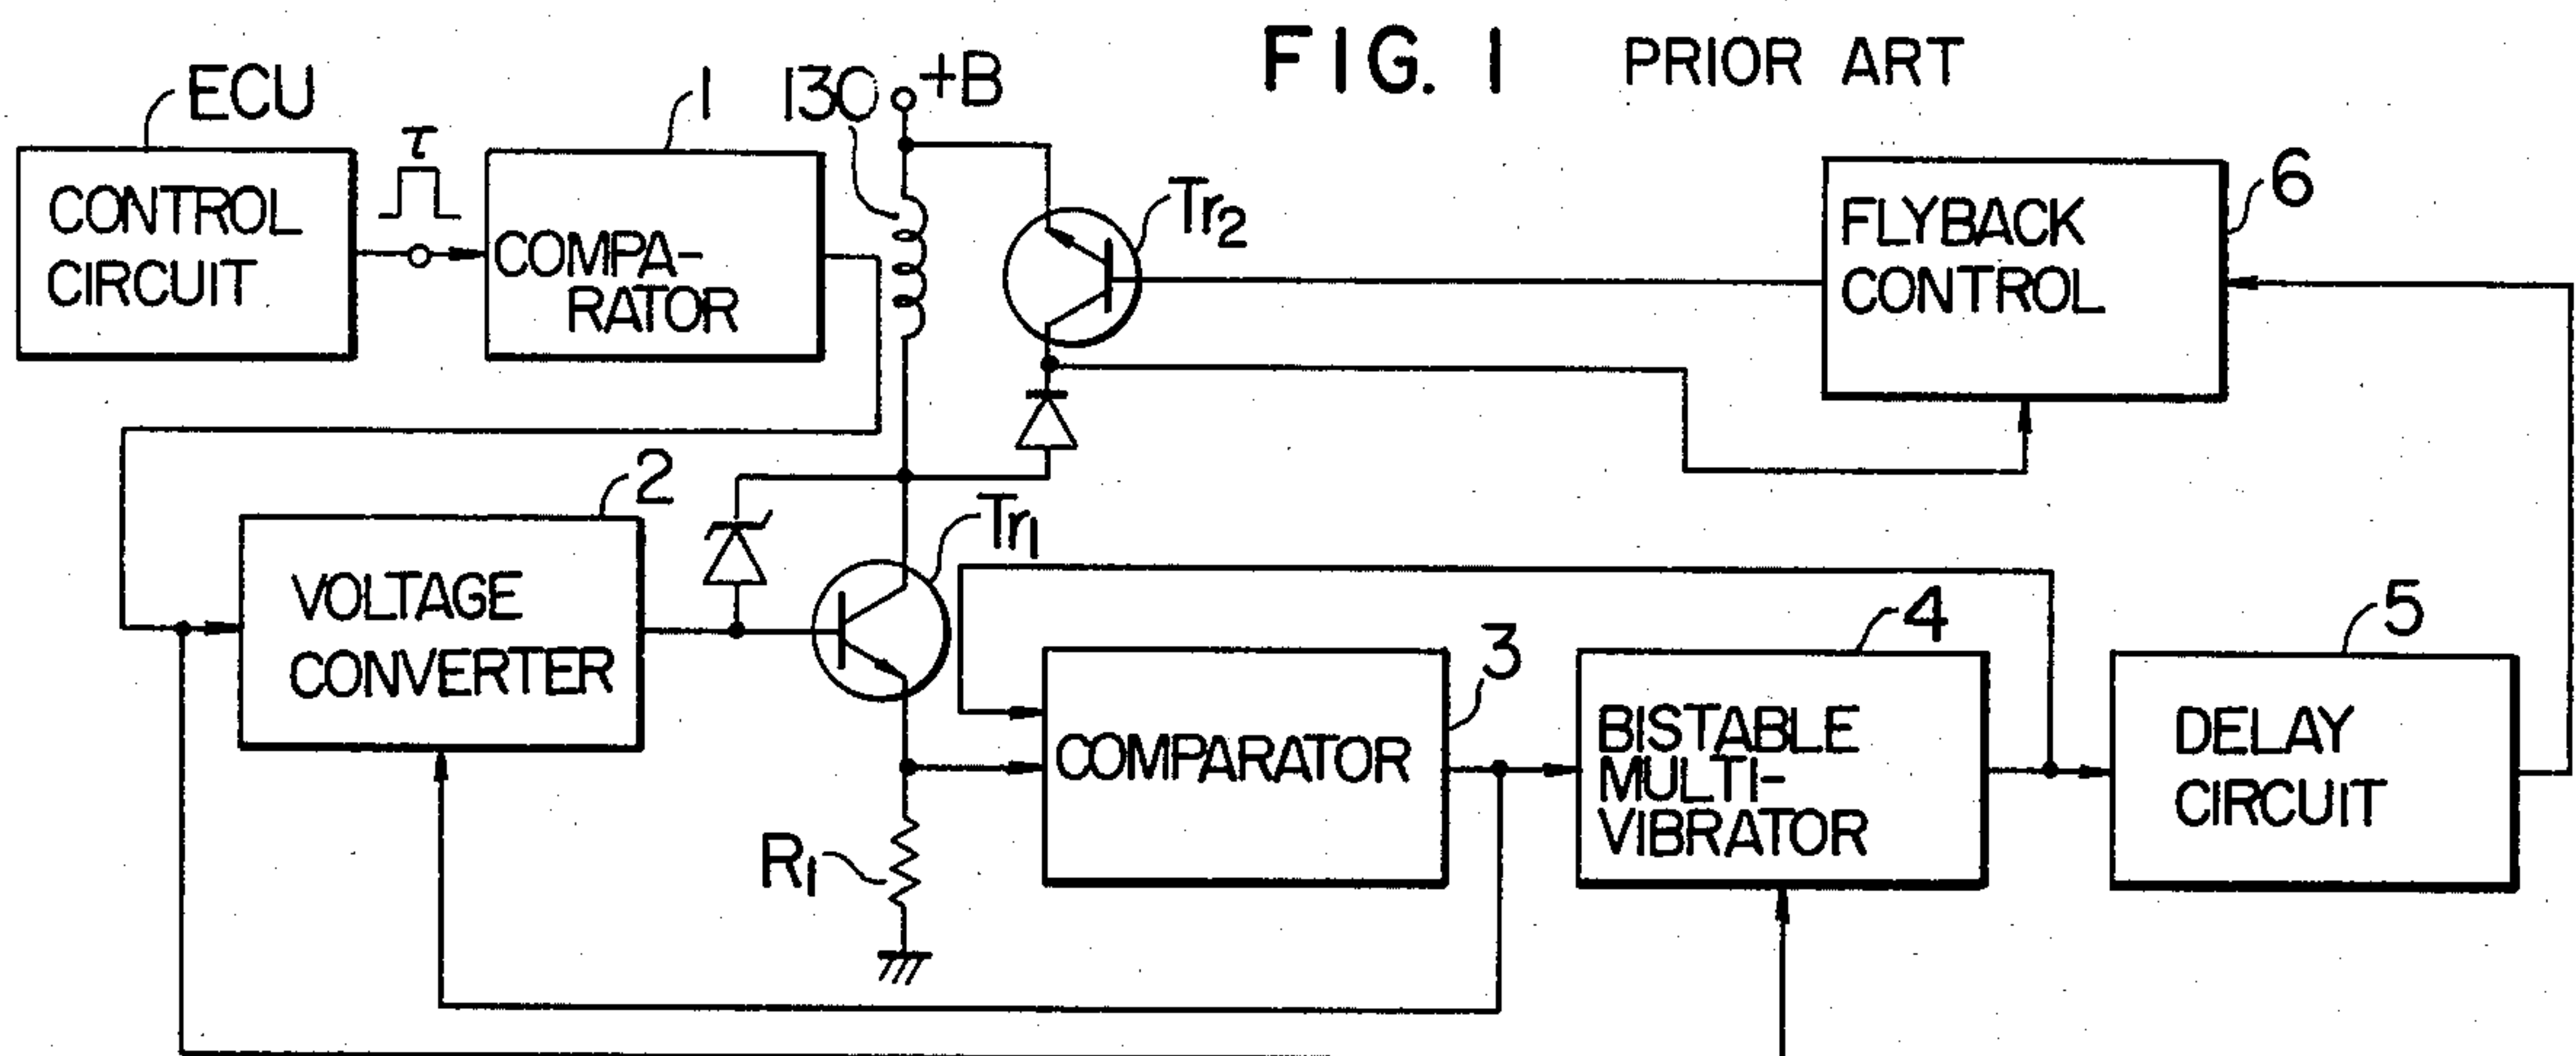 FIG. 1 PRIOR ART
ECU
τ
1
130
+B
CONTROL
CIRCUIT
COMPA-
RATOR
Tr2
FLYBACK
CONTROL
6
2
VOLTAGE
CONVERTER
Tr1
3
COMPARATOR
4
BISTABLE
MULTI-
VIBRATOR
5
DELAY
CIRCUIT
R1